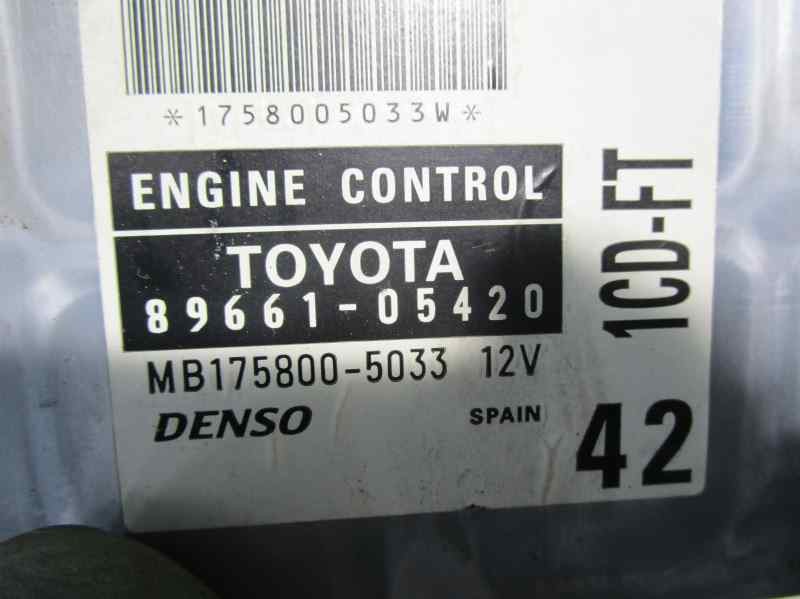 *1758005033W*
ENGINE CONTROL
TOYOTA
89661-05420
MB175800-5033 12V
DENSO SPAIN
1CD-FT
42